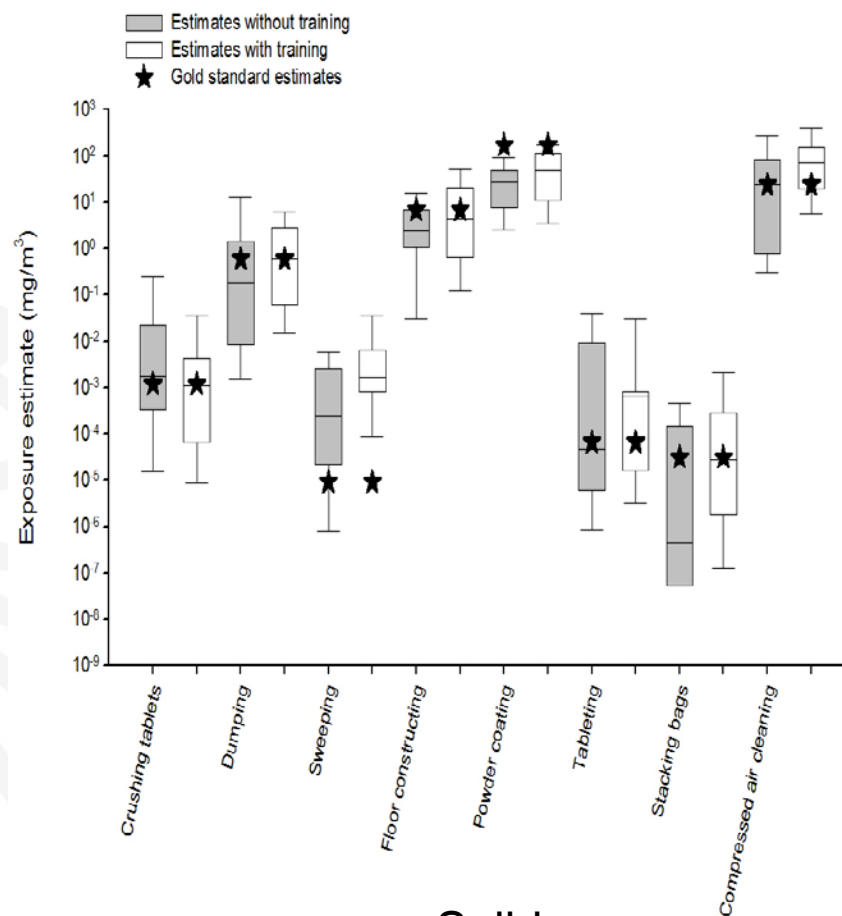 Estimates without training
Estimates with training
Gold standard estimates
10³
10²
10¹
10⁰
10⁻¹
10⁻²
10⁻³
10⁻⁴
10⁻⁵
10⁻⁶
10⁻⁷
10⁻⁸
10⁻⁹
Exposure estimate (mg/m³)
Crushing tablets
Dumping
Sweeping
Floor constructing
Powder coating
Tableting
Stacking bags
Compressed air cleaning